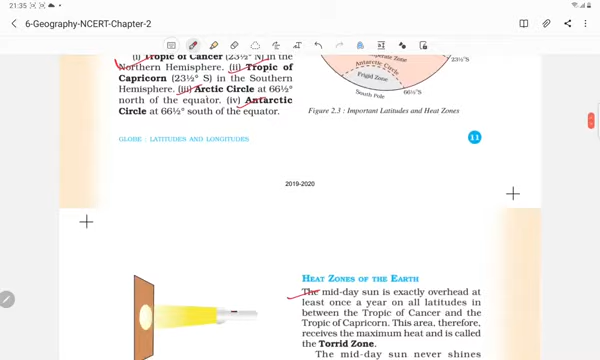 21:35
97%
6-Geography-NCERT-Chapter-2
(i) Tropic of Cancer (23½° N) in the
Northern Hemisphere. (ii) Tropic of
Capricorn (23½° S) in the Southern
Hemisphere. (iii) Arctic Circle at 66½°
north of the equator. (iv) Antarctic
Circle at 66½° south of the equator.
GLOBE : LATITUDES AND LONGITUDES
Zone
23½°S
Antarctic Circle
Frigid Zone
66½°S
South Pole
Figure 2.3 : Important Latitudes and Heat Zones
11
2019-2020
HEAT ZONES OF THE EARTH
The mid-day sun is exactly overhead at
least once a year on all latitudes in
between the Tropic of Cancer and
the Tropic of Capricorn. This area, therefore,
receives the maximum heat and is called
the Torrid Zone.
The mid-day sun never shines